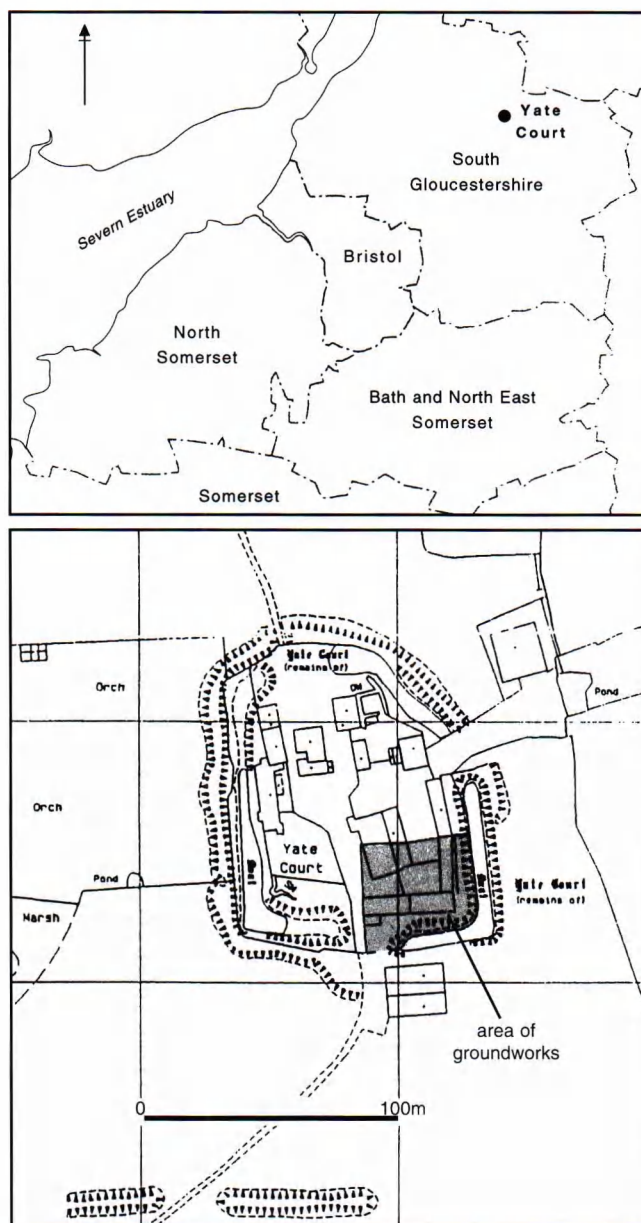 Yate
Court
South
Gloucestershire
Severn Estuary
Bristol
North
Somerset
Bath and North East
Somerset
Somerset
Yate Court
(remains of)
Orch
Pond
Orch
Yate
Court
Pond
Yate Court
(remains of)
Marsh
area of
groundworks
0
100m